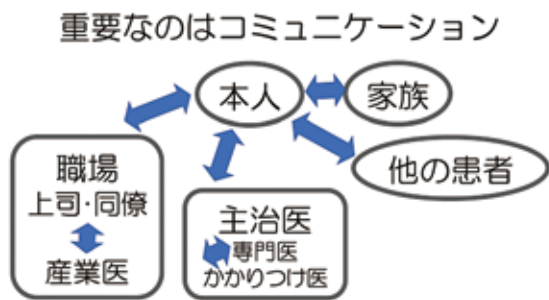 重要なのはコミュニケーション
本人
家族
職場
上司・同僚
産業医
主治医
専門医
かかりつけ医
他の患者